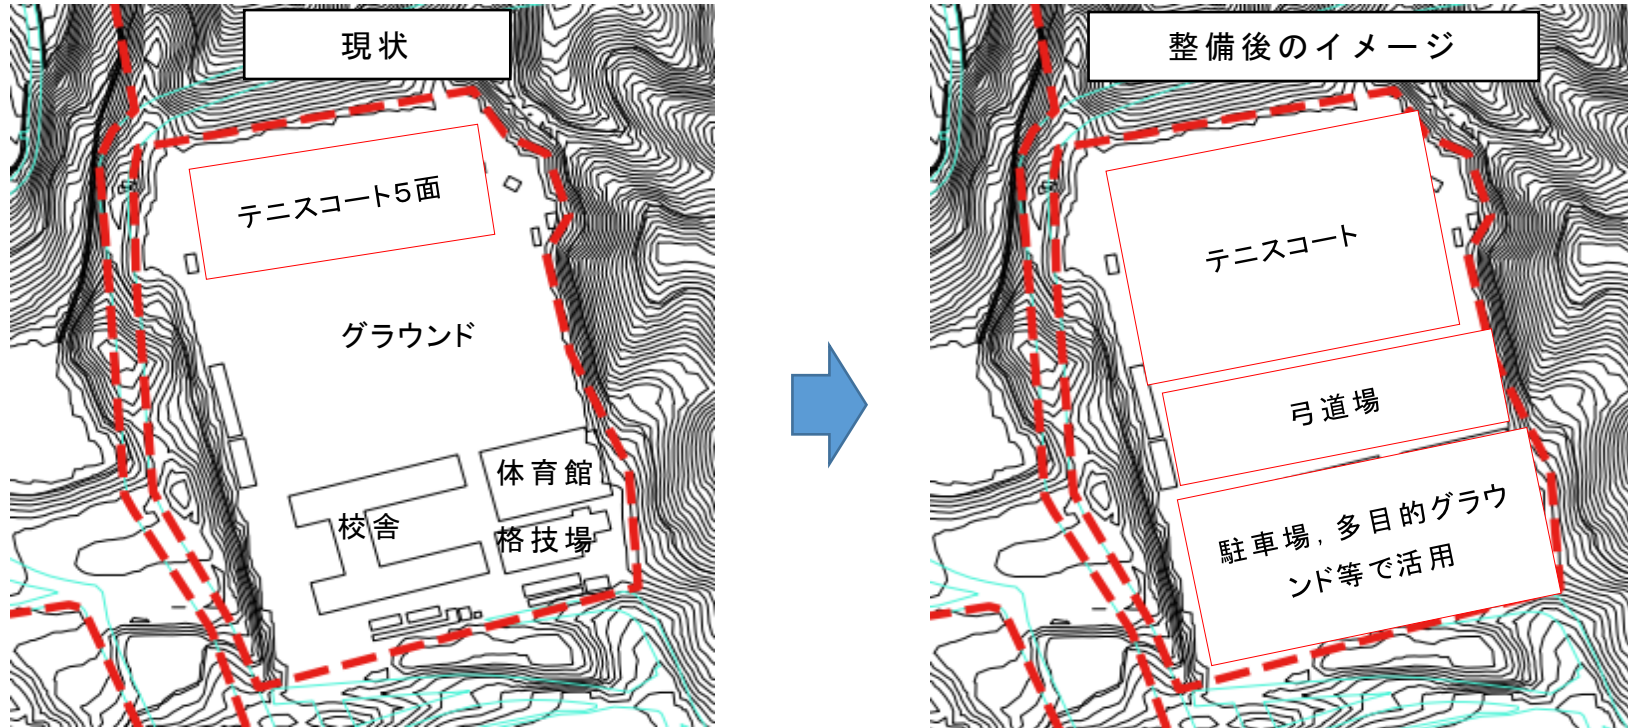 現状
テニスコート５面
グラウンド
体育館
校舎
格技場
整備後のイメージ
テニスコート
弓道場
駐車場，多目的グラウ
ンド等で活用